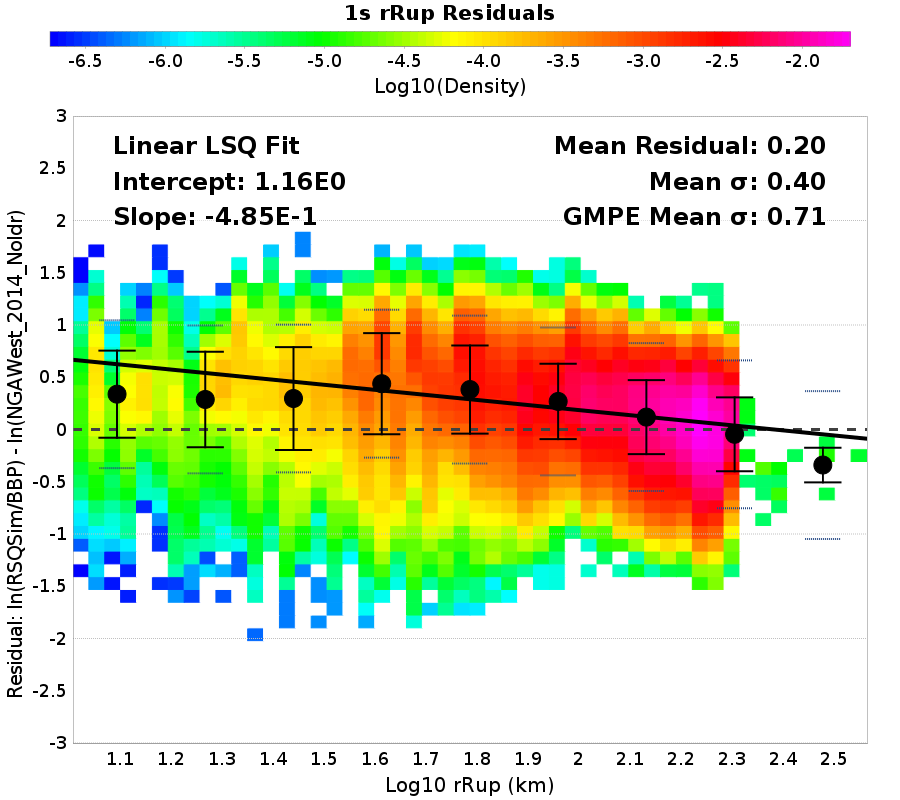 1s rRup Residuals
-6.5 -6.0 -5.5 -5.0 -4.5 -4.0 -3.5 -3.0 -2.5 -2.0
Log10(Density)
Linear LSQ Fit
Intercept: 1.16E0
Slope: -4.85E-1
Mean Residual: 0.20
Mean σ: 0.40
GMPE Mean σ: 0.71
Residual: ln(RSQSim/BBP) - ln(NGAWest_2014_NoIdr)
3
2.5
2
1.5
1
0.5
0
-0.5
-1
-1.5
-2
-2.5
-3
1.1 1.2 1.3 1.4 1.5 1.6 1.7 1.8 1.9 2 2.1 2.2 2.3 2.4 2.5
Log10 rRup (km)